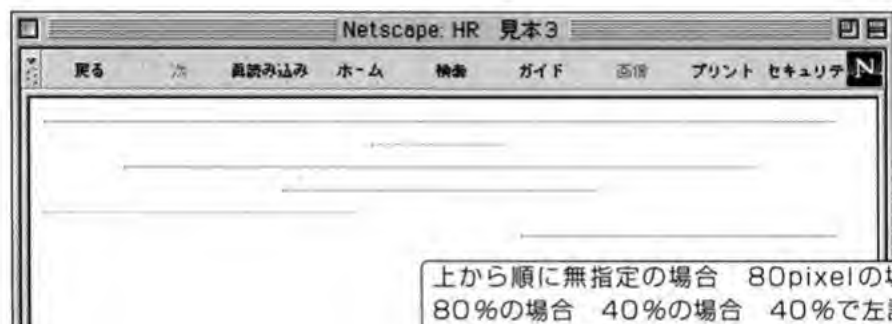 Netscape: HR 見本3
戻る 次 再読み込み ホーム 検索 ガイド 画像 プリント セキュリテ N
上から順に無指定の場合 80pixelの
80%の場合 40%の場合 40%で左